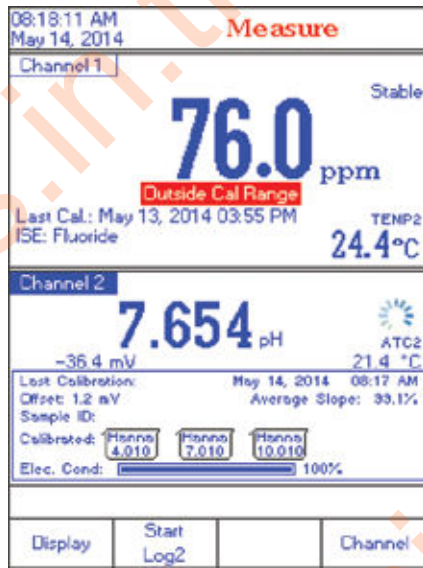 08:18:11 AM
May 14, 2014
Measure
Channel 1
Stable
76.0 ppm
Outside Cal Range
Last Cal.: May 13, 2014 03:55 PM
ISE: Fluoride
TEMP2
24.4°C
Channel 2
7.654 pH
-36.4 mV
ATC2
21.4 °C
Last Calibration: May 14, 2014 08:17 AM
Offset: 1.2 mV Average Slope: 99.1%
Sample ID:
Calibrated: Hanna 4.010 Hanna 7.010 Hanna 10.010
Elec. Cond: 100%
Display
Start Log2
Channel